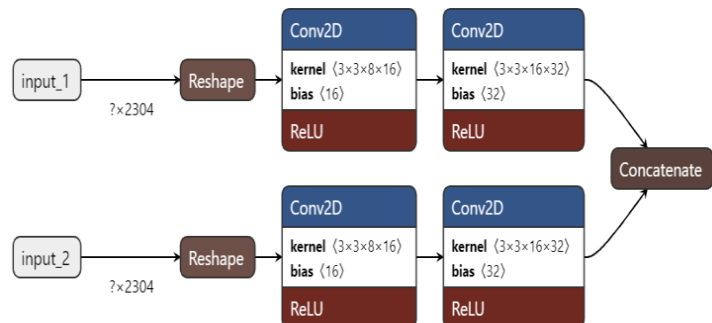 Conv2D
Conv2D
kernel ⟨3×3×8×16⟩
kernel ⟨3×3×16×32⟩
input_1
Reshape
bias ⟨16⟩
bias ⟨32⟩
?×2304
ReLU
ReLU
Concatenate
Conv2D
Conv2D
kernel ⟨3×3×8×16⟩
kernel ⟨3×3×16×32⟩
input_2
Reshape
bias ⟨16⟩
bias ⟨32⟩
?×2304
ReLU
ReLU